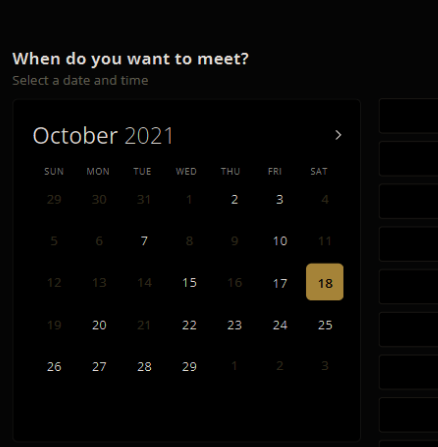 When do you want to meet?
Select a date and time
October 2021
SUN MON TUE WED THU FRI SAT
29 30 31 1 2 3 4
5 6 7 8 9 10 11
12 13 14 15 16 17 18
19 20 21 22 23 24 25
26 27 28 29 1 2 3